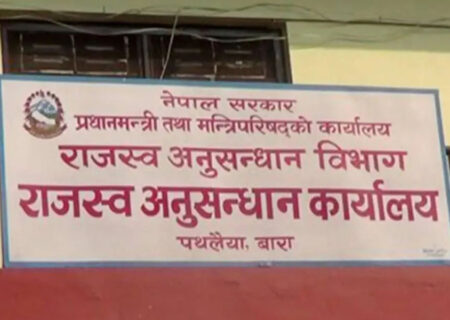 नेपाल सरकार
प्रधानमन्त्री तथा मन्त्रिपरिषद्को कार्यालय
राजस्व अनुसन्धान विभाग
राजस्व अनुसन्धान कार्यालय
पथलैया, बारा